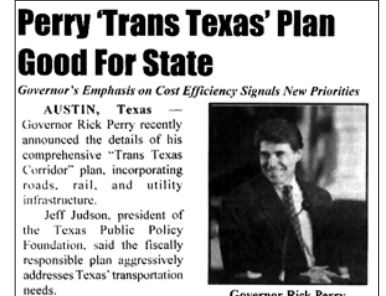 Perry ‘Trans Texas’ Plan
Good For State
Governor's Emphasis on Cost Efficiency Signals New Priorities
AUSTIN, Texas —
Governor Rick Perry recently
announced the details of his
comprehensive “Trans Texas
Corridor” plan, incorporating
roads, rail, and utility
infrastructure.
Jeff Judson, president of
the Texas Public Policy
Foundation, said the fiscally
responsible plan aggressively
addresses Texas' transportation
needs.
Governor Rick Perry